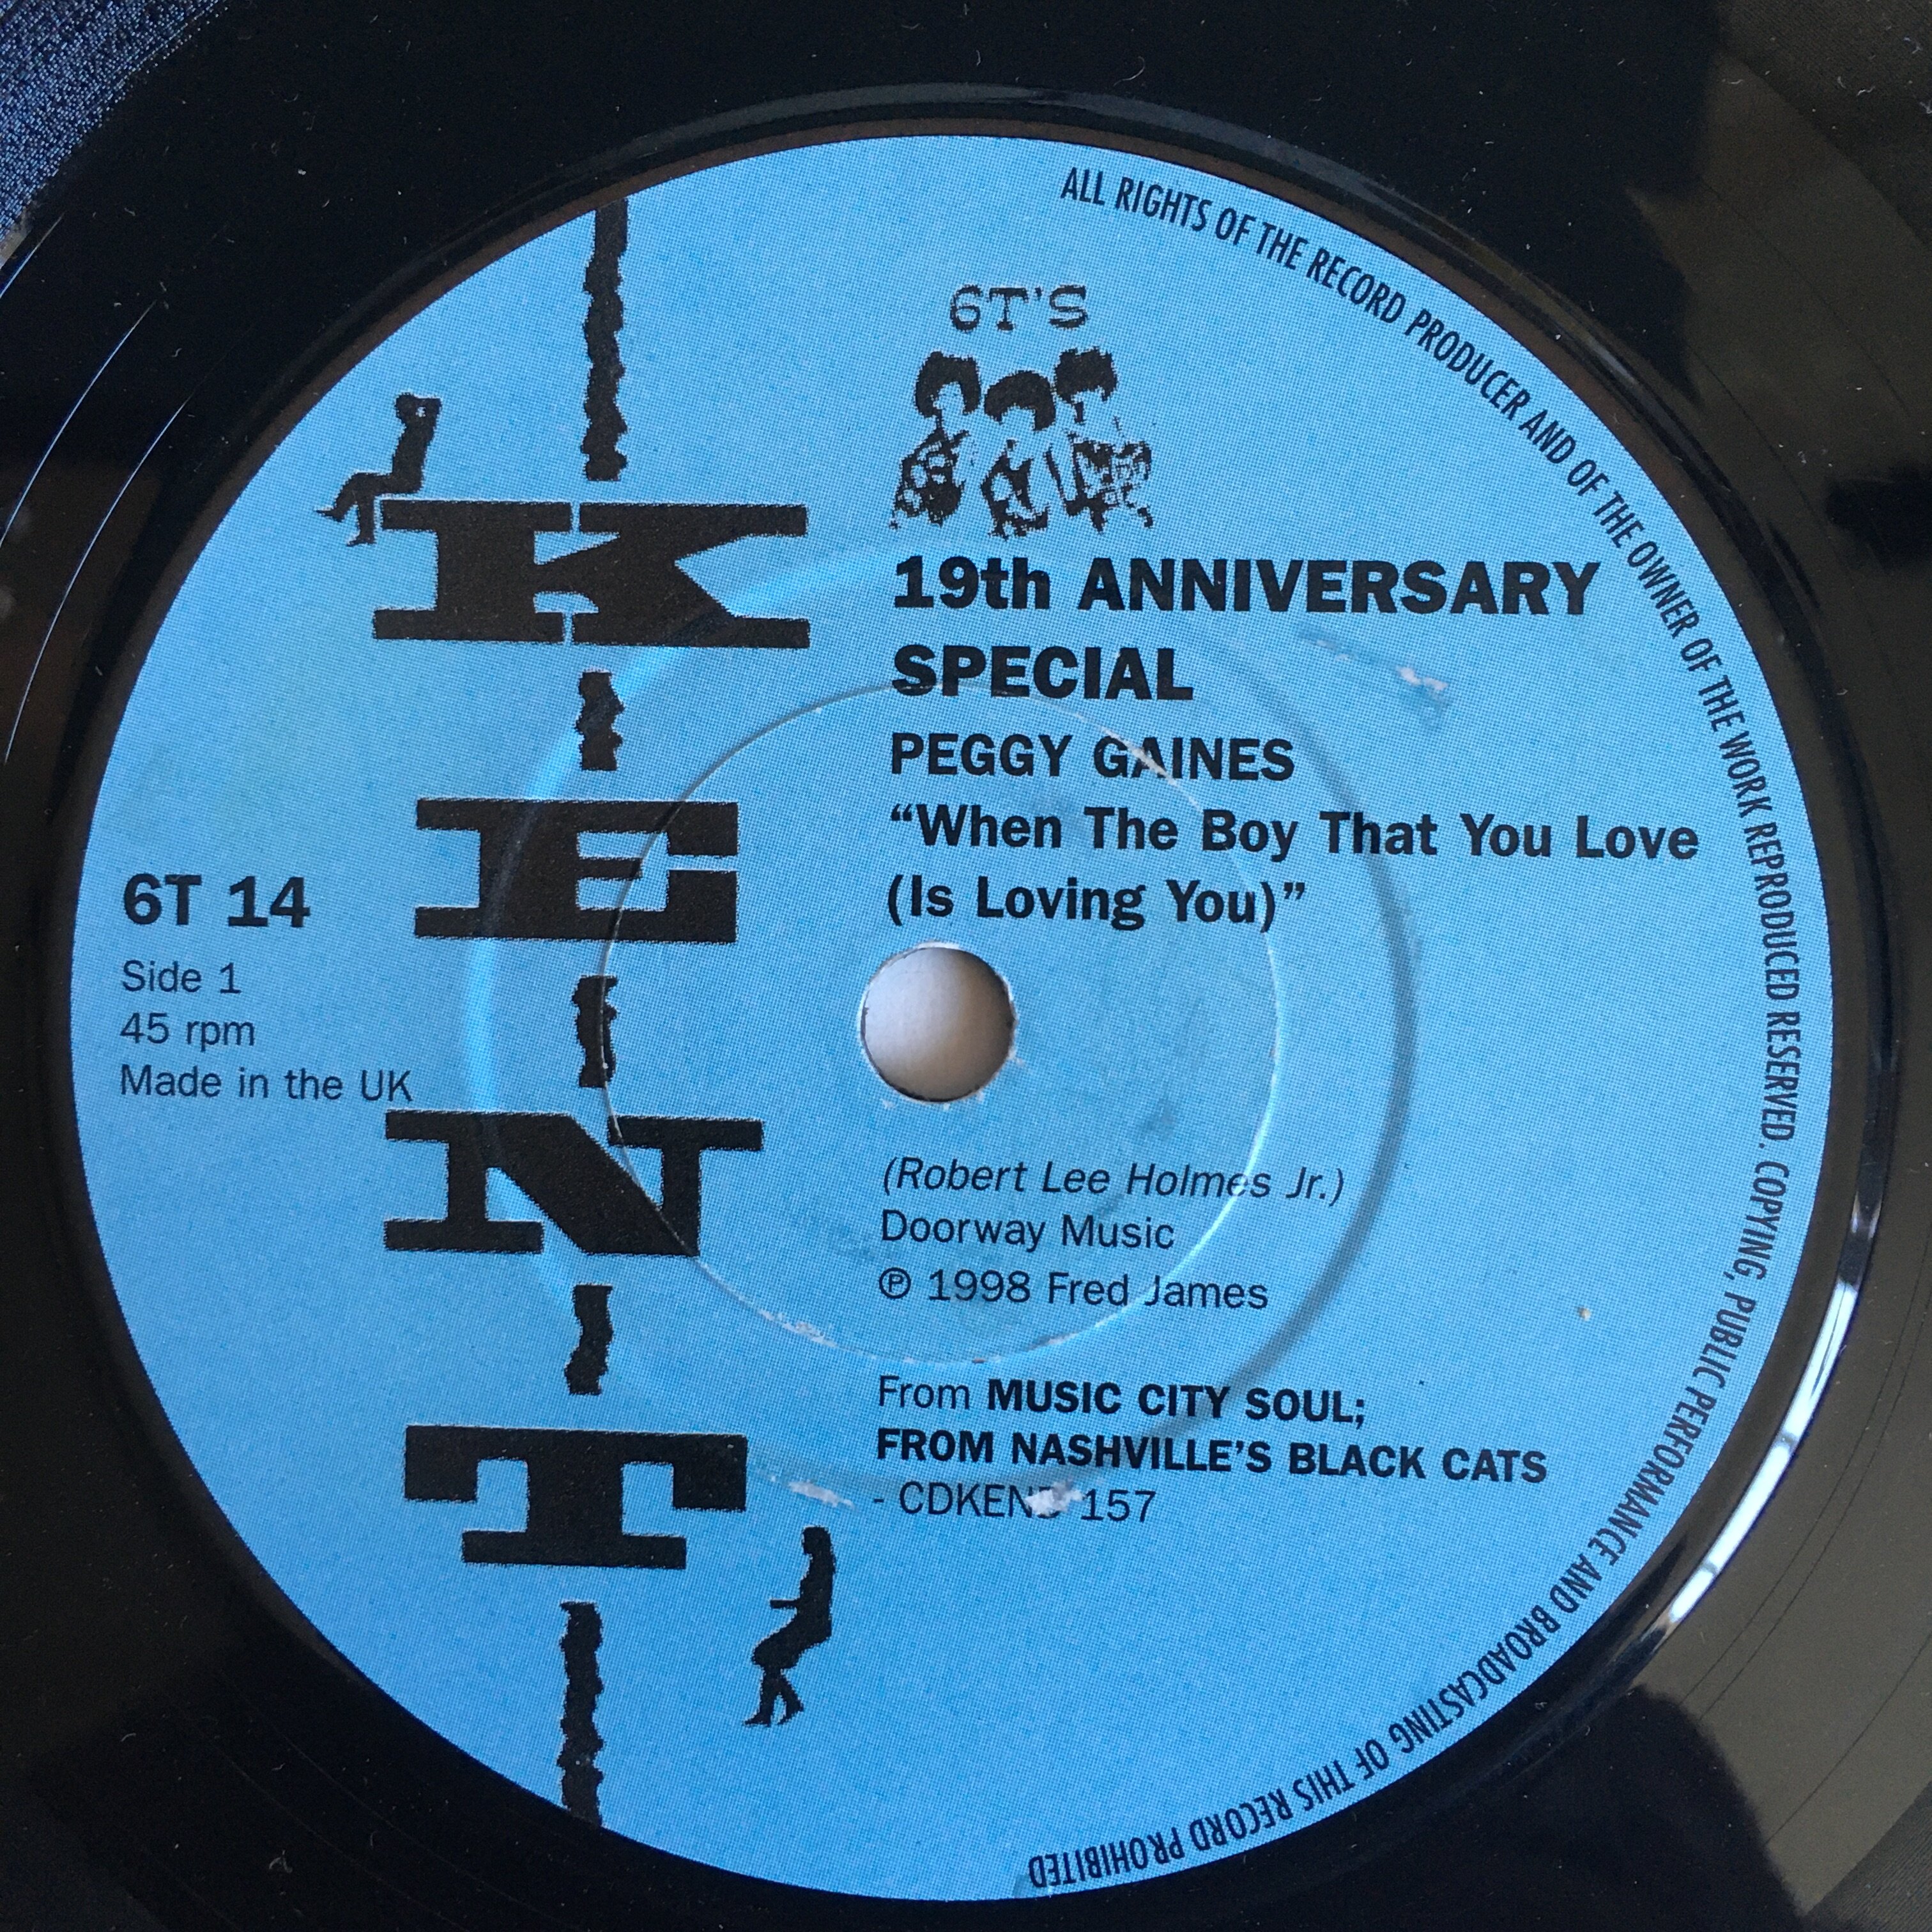 6T'S
KENT
19th ANNIVERSARY
SPECIAL
PEGGY GAINES
“When The Boy That You Love
(Is Loving You)”
6T 14
Side 1
45 rpm
Made in the UK
(Robert Lee Holmes Jr.)
Doorway Music
℗ 1998 Fred James
From MUSIC CITY SOUL;
FROM NASHVILLE'S BLACK CATS
- CDKEND 157
ALL RIGHTS OF THE RECORD PRODUCER AND OF THE OWNER OF THE WORK REPRODUCED RESERVED. COPYING, PUBLIC PERFORMANCE AND BROADCASTING OF THIS RECORD PROHIBITED